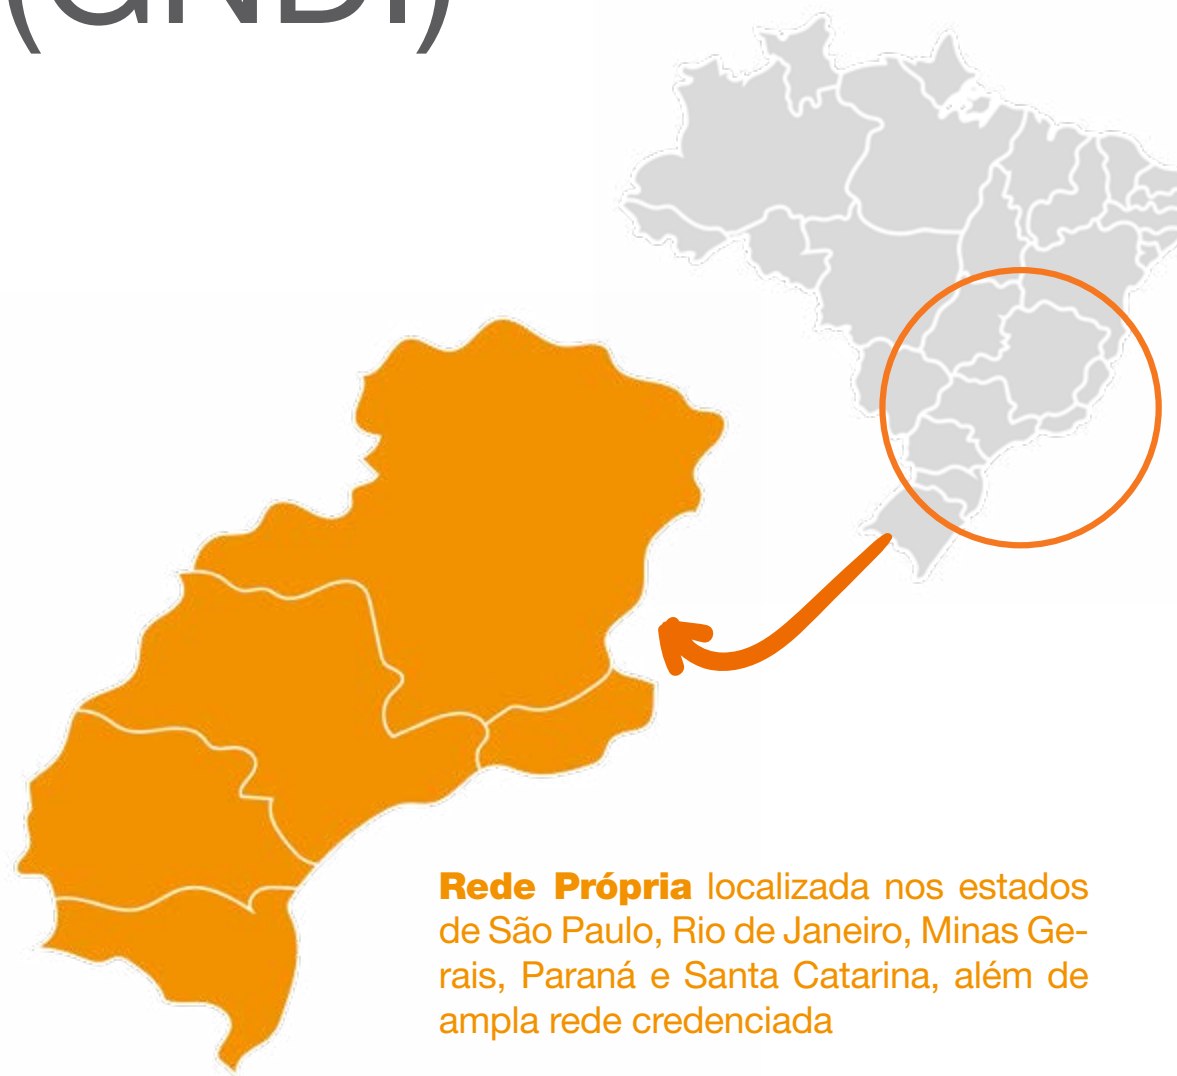 (GNDI)
Rede Própria localizada nos estados
de São Paulo, Rio de Janeiro, Minas Ge-
rais, Paraná e Santa Catarina, além de
ampla rede credenciada